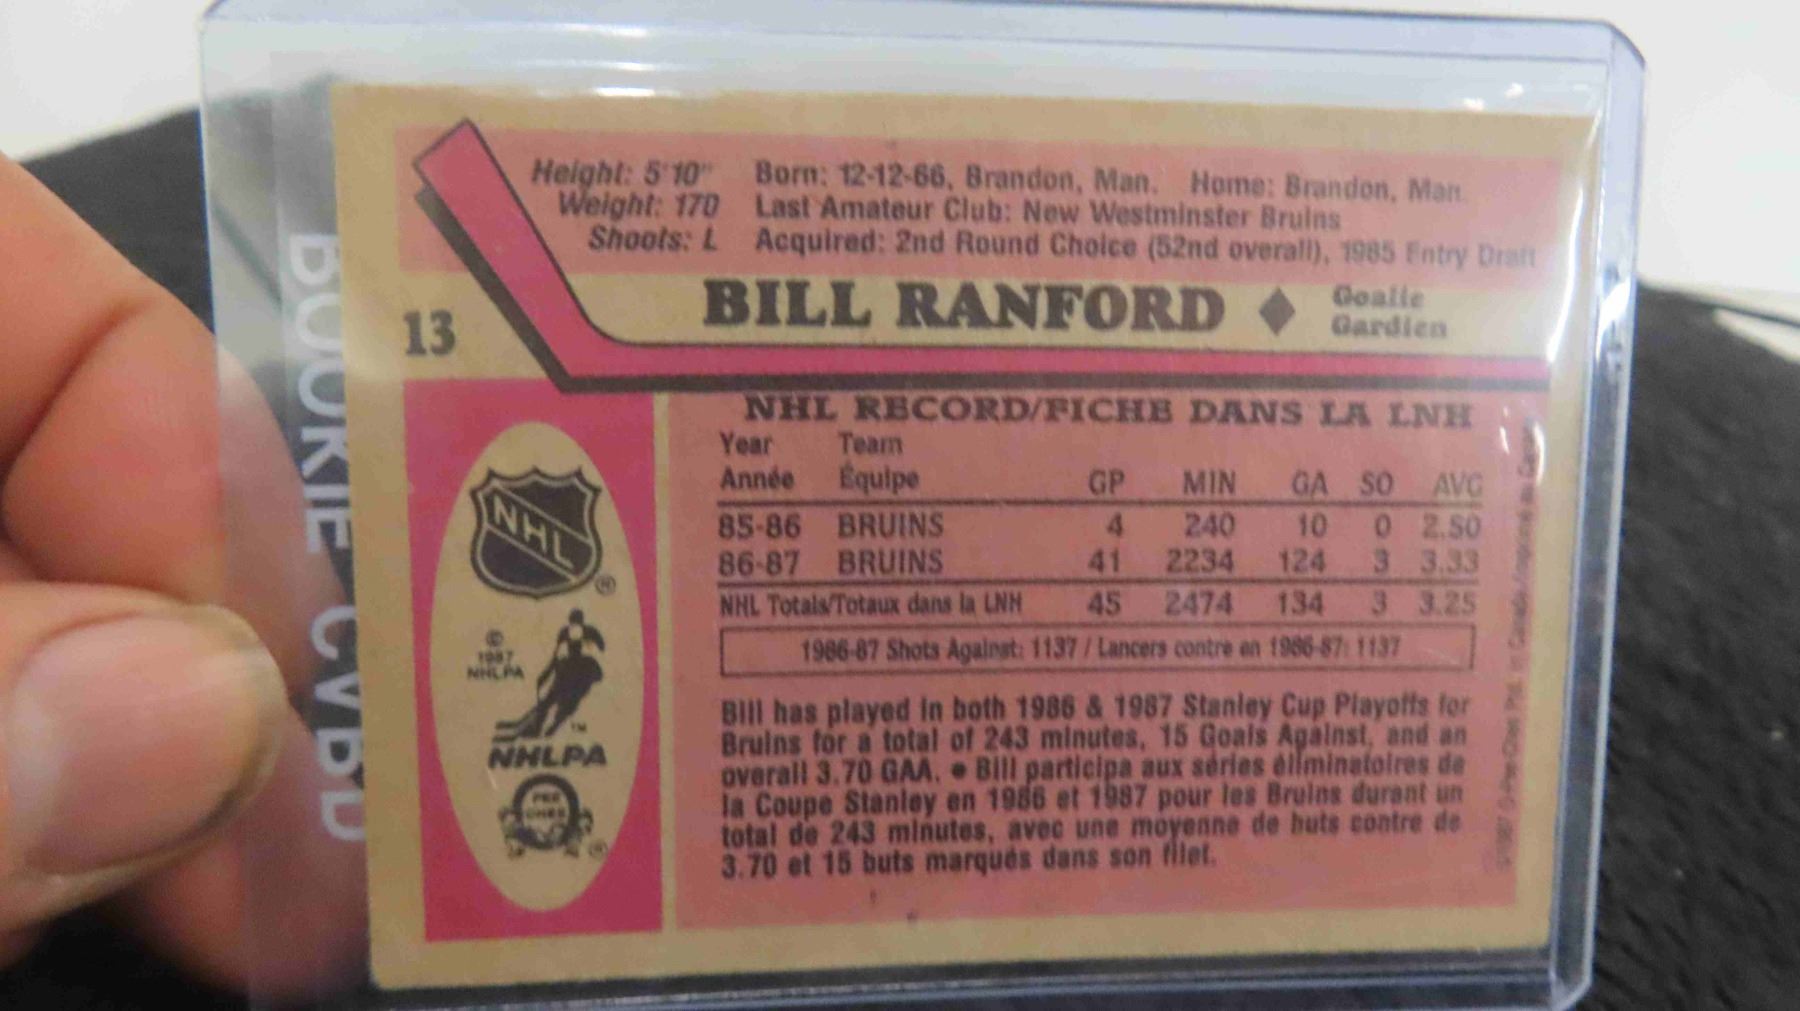 ROOKIE CARD
Height: 5'10" Born: 12-12-66, Brandon, Man. Home: Brandon, Man.
Weight: 170 Last Amateur Club: New Westminster Bruins
Shoots: L Acquired: 2nd Round Choice (52nd overall), 1985 Entry Draft
13 BILL RANFORD ♦ Goalie
Gardien
NHL RECORD/FICHE DANS LA LNH
Year Team
Année Équipe GP MIN GA SO AVG
85-86 BRUINS 4 240 10 0 2.50
86-87 BRUINS 41 2234 124 3 3.33
NHL Totals/Totaux dans la LNH 45 2474 134 3 3.25
1986-87 Shots Against: 1137 / Lancers contre en 1986-87: 1137
Bill has played in both 1986 & 1987 Stanley Cup Playoffs for
Bruins for a total of 243 minutes, 15 Goals Against, and an
overall 3.70 GAA. ● Bill participa aux séries éliminatoires de
la Coupe Stanley en 1986 et 1987 pour les Bruins durant un
total de 243 minutes, avec une moyenne de buts contre de
3.70 et 15 buts marqués dans son filet.
NHL ®
©
1987
NHLPA
™
NHLPA
O PEE CHEE ®